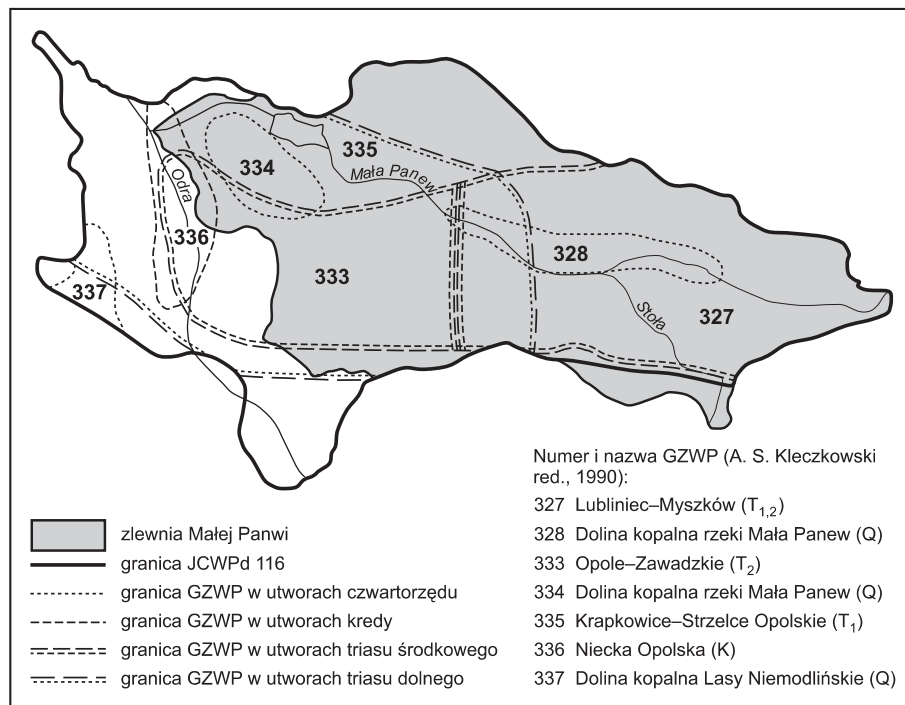 335
334
Mała Panew
Odra
336
328
333
337
Stoła
327
Numer i nazwa GZWP (A. S. Kleczkowski
red., 1990):
327 Lubliniec–Myszków (T1,2)
328 Dolina kopalna rzeki Mała Panew (Q)
333 Opole–Zawadzkie (T2)
334 Dolina kopalna rzeki Mała Panew (Q)
335 Krapkowice–Strzelce Opolskie (T1)
336 Niecka Opolska (K)
337 Dolina kopalna Lasy Niemodlińskie (Q)
zlewnia Małej Panwi
granica JCWPd 116
granica GZWP w utworach czwartorzędu
granica GZWP w utworach kredy
granica GZWP w utworach triasu środkowego
granica GZWP w utworach triasu dolnego